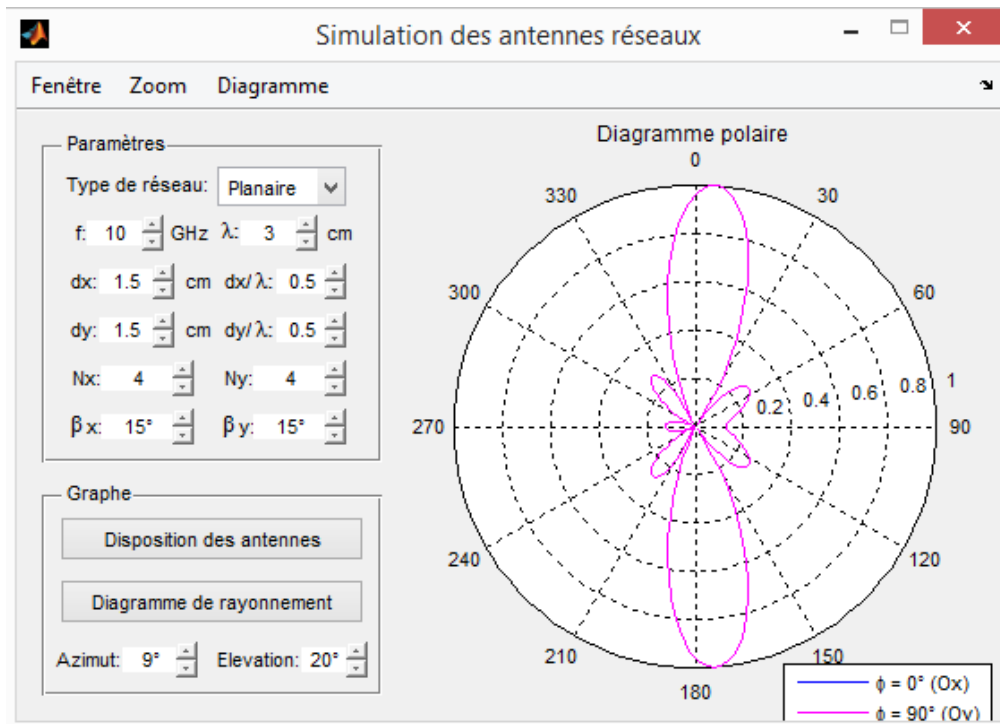 Simulation des antennes réseaux
Fenêtre Zoom Diagramme
Paramètres
Type de réseau: Planaire
f: 10 GHz λ: 3 cm
dx: 1.5 cm dx/λ: 0.5
dy: 1.5 cm dy/λ: 0.5
Nx: 4 Ny: 4
βx: 15° βy: 15°
Graphe
Disposition des antennes
Diagramme de rayonnement
Azimut: 9° Elevation: 20°
Diagramme polaire
0
330 30
300 60
0.2 0.4 0.6 0.8 1
270 90
240 120
210 150
180
ϕ = 0° (Ox)
ϕ = 90° (Oy)